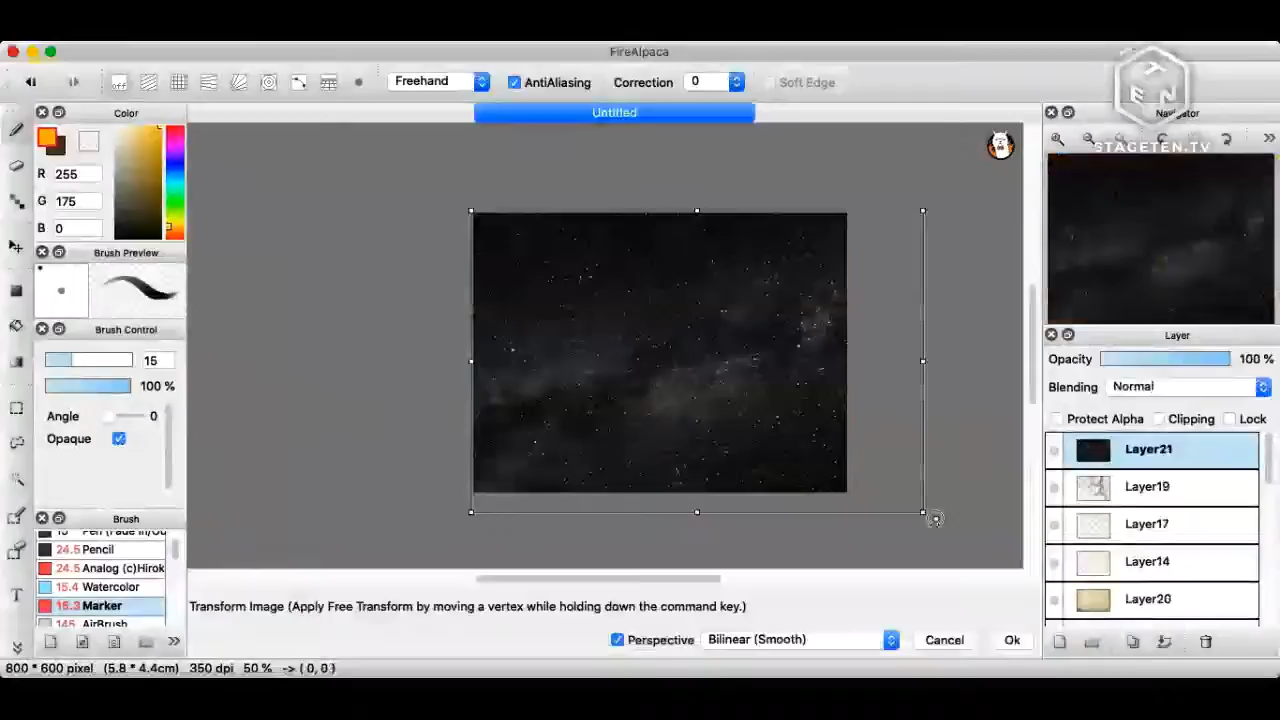 FireAlpaca
Freehand
AntiAliasing
Correction
0
Soft Edge
TEN
STAGETEN.TV
Color
Untitled
Navigator
R 255
G 175
B 0
Brush Preview
Brush Control
15
100 %
Angle 0
Opaque
Brush
24.5 Pencil
24.5 Analog (c)Hirok
15.4 Watercolor
15.3 Marker
145 AirBrush
Layer
Opacity 100 %
Blending Normal
Protect Alpha Clipping Lock
Layer21
Layer19
Layer17
Layer14
Layer20
Transform Image (Apply Free Transform by moving a vertex while holding down the command key.)
Perspective Bilinear (Smooth) Cancel Ok
800 * 600 pixel (5.8 * 4.4cm) 350 dpi 50 % -> ( 0, 0 )